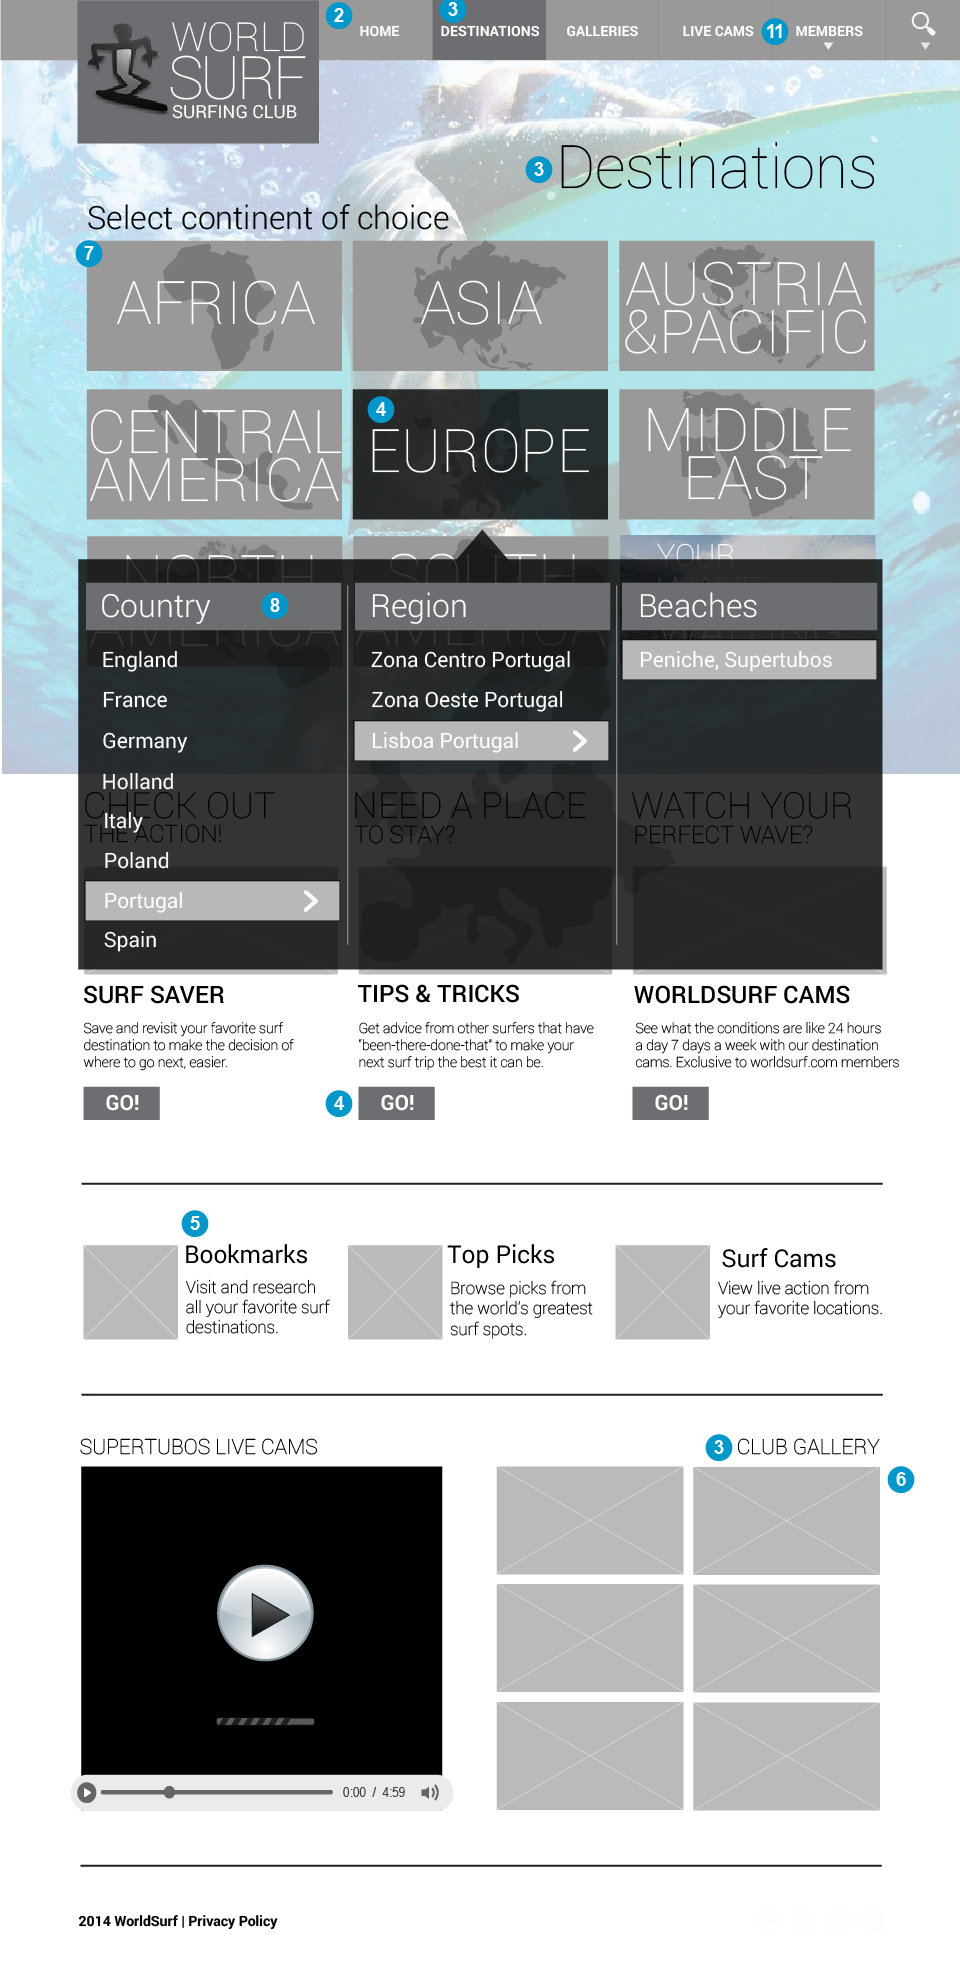 WORLD
SURF
SURFING CLUB
2
HOME
3
DESTINATIONS
GALLERIES
LIVE CAMS
11
MEMBERS
3
Destinations
Select continent of choice
7
AFRICA
ASIA
AUSTRIA
&PACIFIC
CENTRAL
AMERICA
4
EUROPE
MIDDLE
EAST
NORTH
AMERICA
SOUTH
AMERICA
YOUR
WAVE
WAITING
Country
8
Region
Beaches
England
France
Germany
Holland
Italy
Poland
Portugal
Spain
Zona Centro Portugal
Zona Oeste Portugal
Lisboa Portugal
Peniche, Supertubos
CHECK OUT
THE ACTION!
NEED A PLACE
TO STAY?
WATCH YOUR
PERFECT WAVE?
SURF SAVER
Save and revisit your favorite surf
destination to make the decision of
where to go next, easier.
GO!
TIPS & TRICKS
Get advice from other surfers that have
“been-there-done-that” to make your
next surf trip the best it can be.
4
GO!
WORLDSURF CAMS
See what the conditions are like 24 hours
a day 7 days a week with our destination
cams. Exclusive to worldsurf.com members
GO!
5
Bookmarks
Visit and research
all your favorite surf
destinations.
Top Picks
Browse picks from
the world’s greatest
surf spots.
Surf Cams
View live action from
your favorite locations.
SUPERTUBOS LIVE CAMS
3
CLUB GALLERY
6
0:00 / 4:59
2014 WorldSurf | Privacy Policy